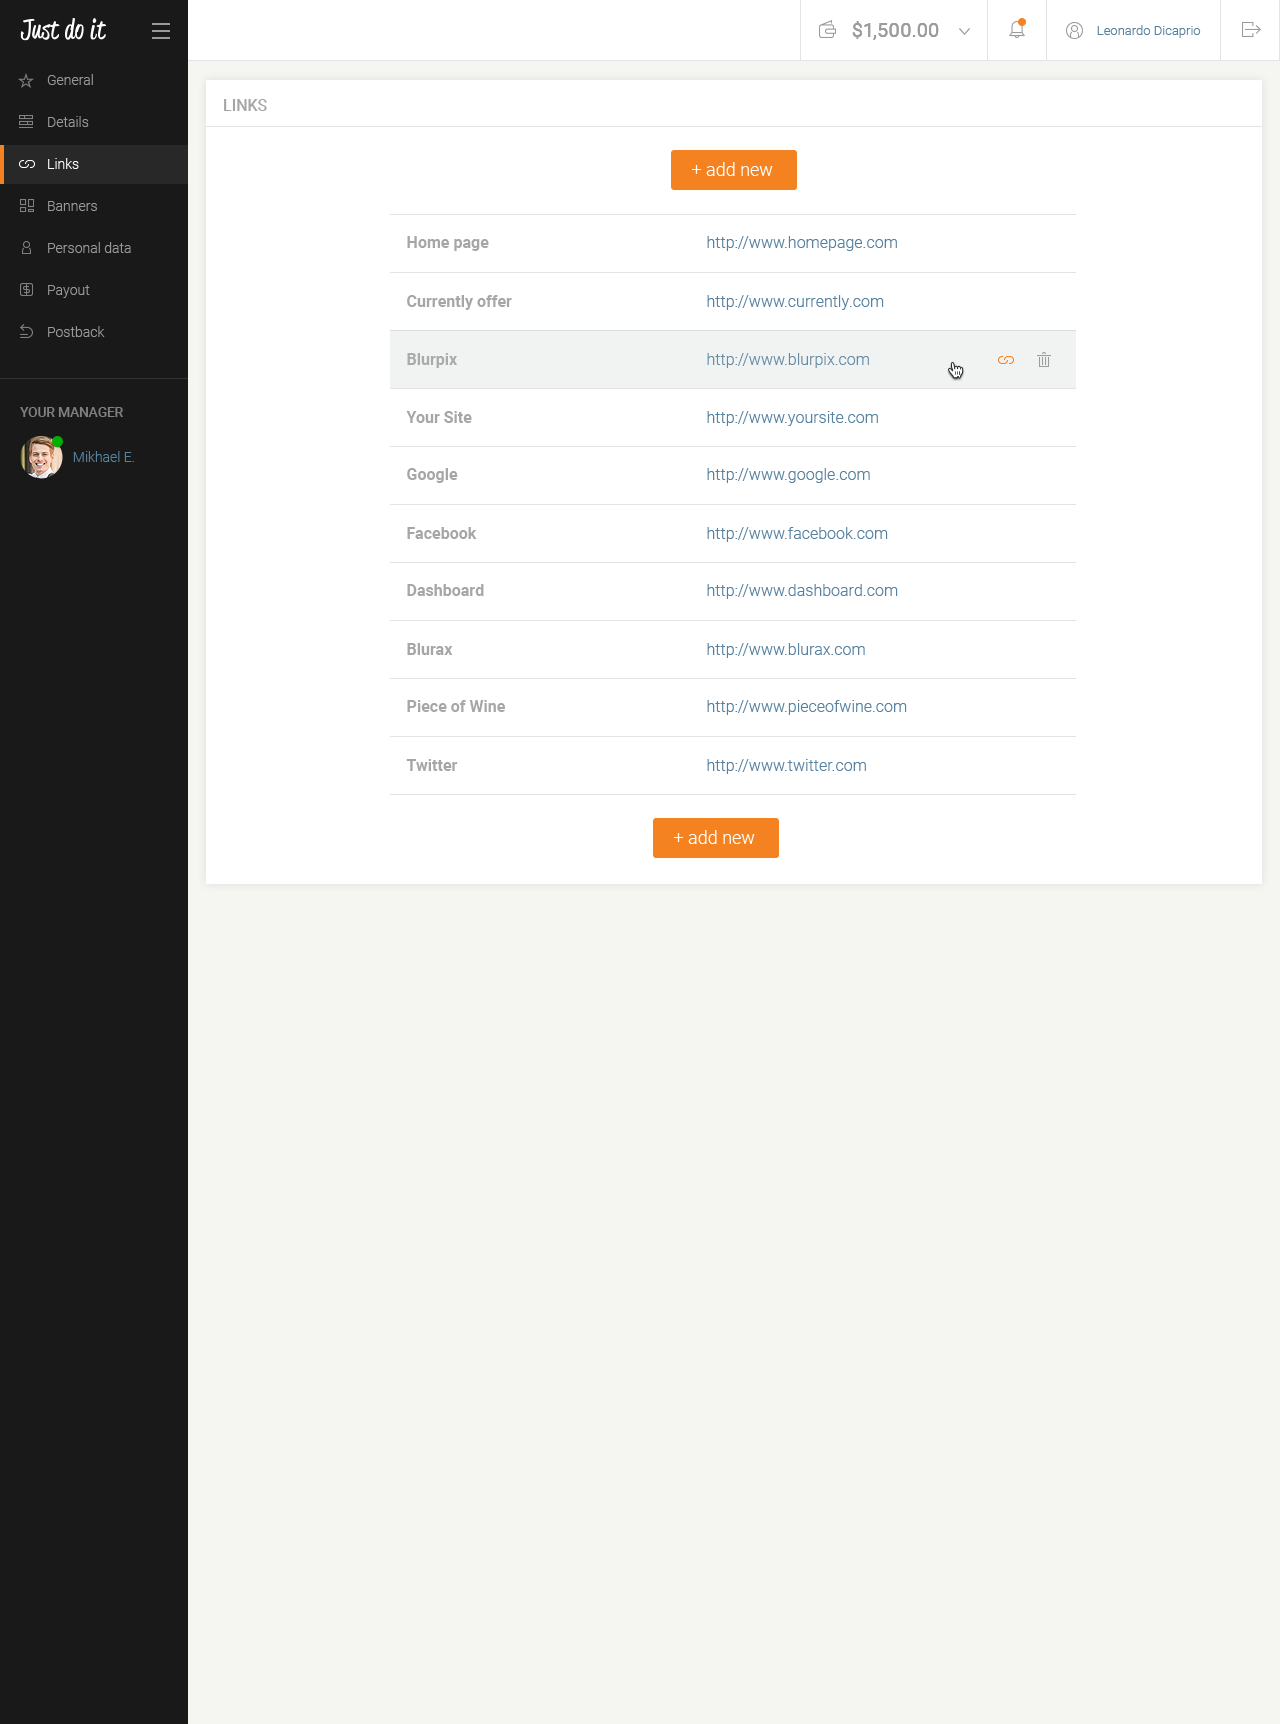 Just do it
$1,500.00
Leonardo Dicaprio
General
Details
Links
Banners
Personal data
Payout
Postback
YOUR MANAGER
Mikhael E.
LINKS
+ add new
Home page http://www.homepage.com
Currently offer http://www.currently.com
Blurpix http://www.blurpix.com
Your Site http://www.yoursite.com
Google http://www.google.com
Facebook http://www.facebook.com
Dashboard http://www.dashboard.com
Blurax http://www.blurax.com
Piece of Wine http://www.pieceofwine.com
Twitter http://www.twitter.com
+ add new